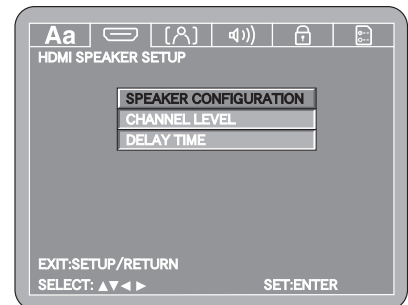 Aa
HDMI SPEAKER SETUP
SPEAKER CONFIGURATION
CHANNEL LEVEL
DELAY TIME
EXIT:SETUP/RETURN
SELECT: ▲▼◄ ► SET:ENTER